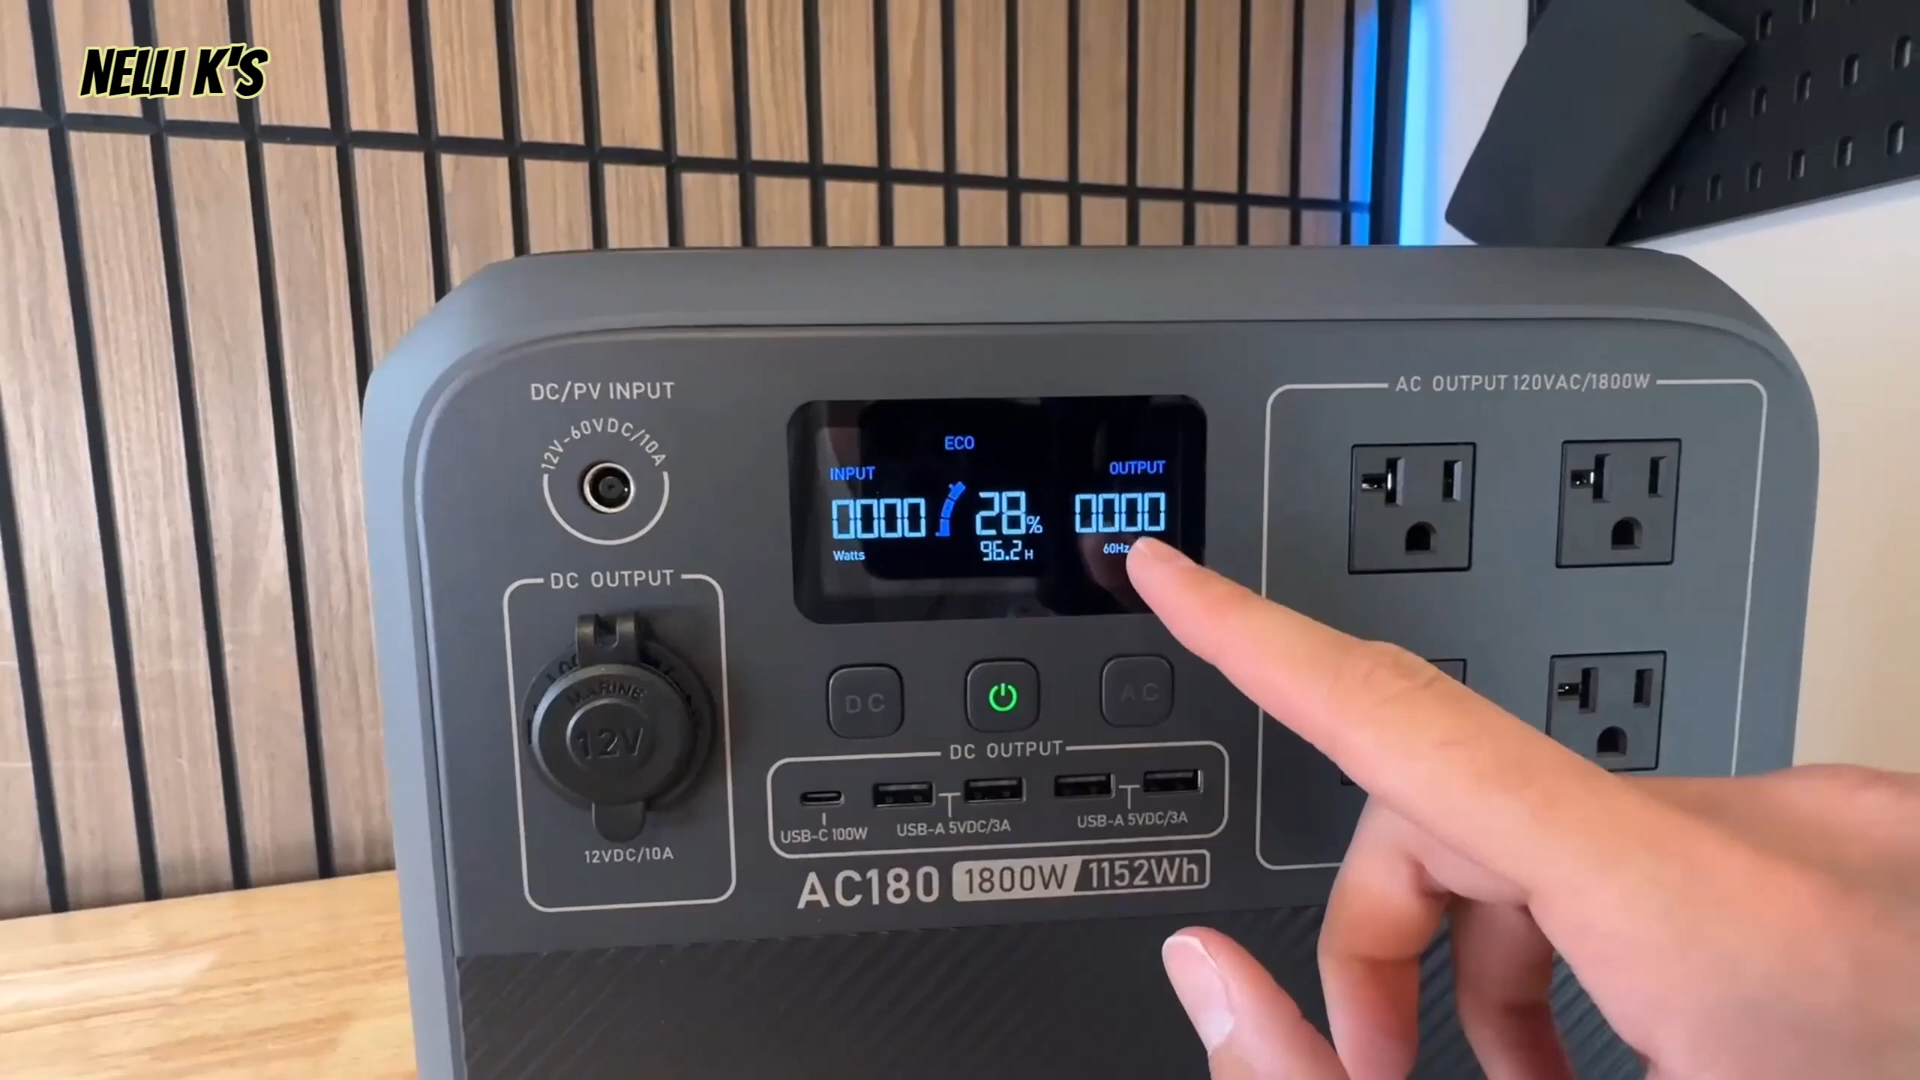 NELLI K'S
DC/PV INPUT
12V-60VDC/10A
ECO
INPUT
OUTPUT
0000
28%
0000
Watts
96.2H
60Hz
AC OUTPUT 120VAC/1800W
DC OUTPUT
MARINE
12V
12VDC/10A
DC
AC
DC OUTPUT
USB-C 100W
USB-A 5VDC/3A
USB-A 5VDC/3A
AC180 1800W/1152Wh